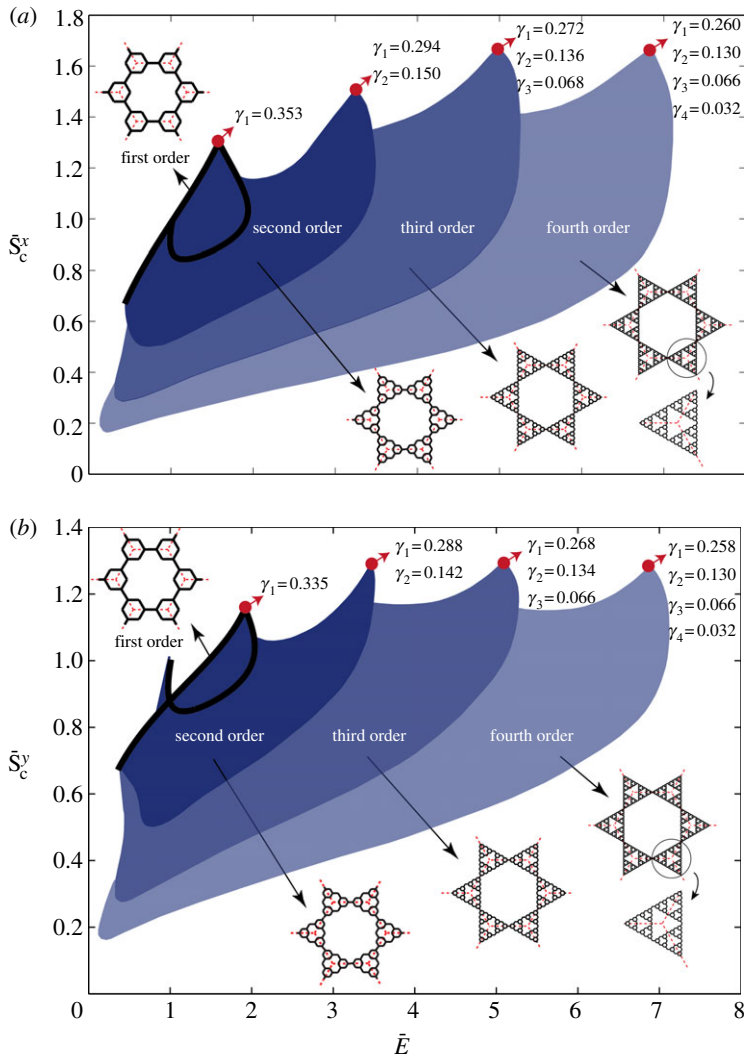 (a)
1.8
1.6
1.4
1.2
1.0
0.8
0.6
0.4
0.2
0
S̄cˣ
γ1=0.353
γ1=0.294
γ2=0.150
γ1=0.272
γ2=0.136
γ3=0.068
γ1=0.260
γ2=0.130
γ3=0.066
γ4=0.032
first order
second order
third order
fourth order
(b)
1.4
1.2
1.0
0.8
0.6
0.4
0.2
S̄cʸ
γ1=0.335
γ1=0.288
γ2=0.142
γ1=0.268
γ2=0.134
γ3=0.066
γ1=0.258
γ2=0.130
γ3=0.066
γ4=0.032
first order
second order
third order
fourth order
0 1 2 3 4 5 6 7 8
Ē